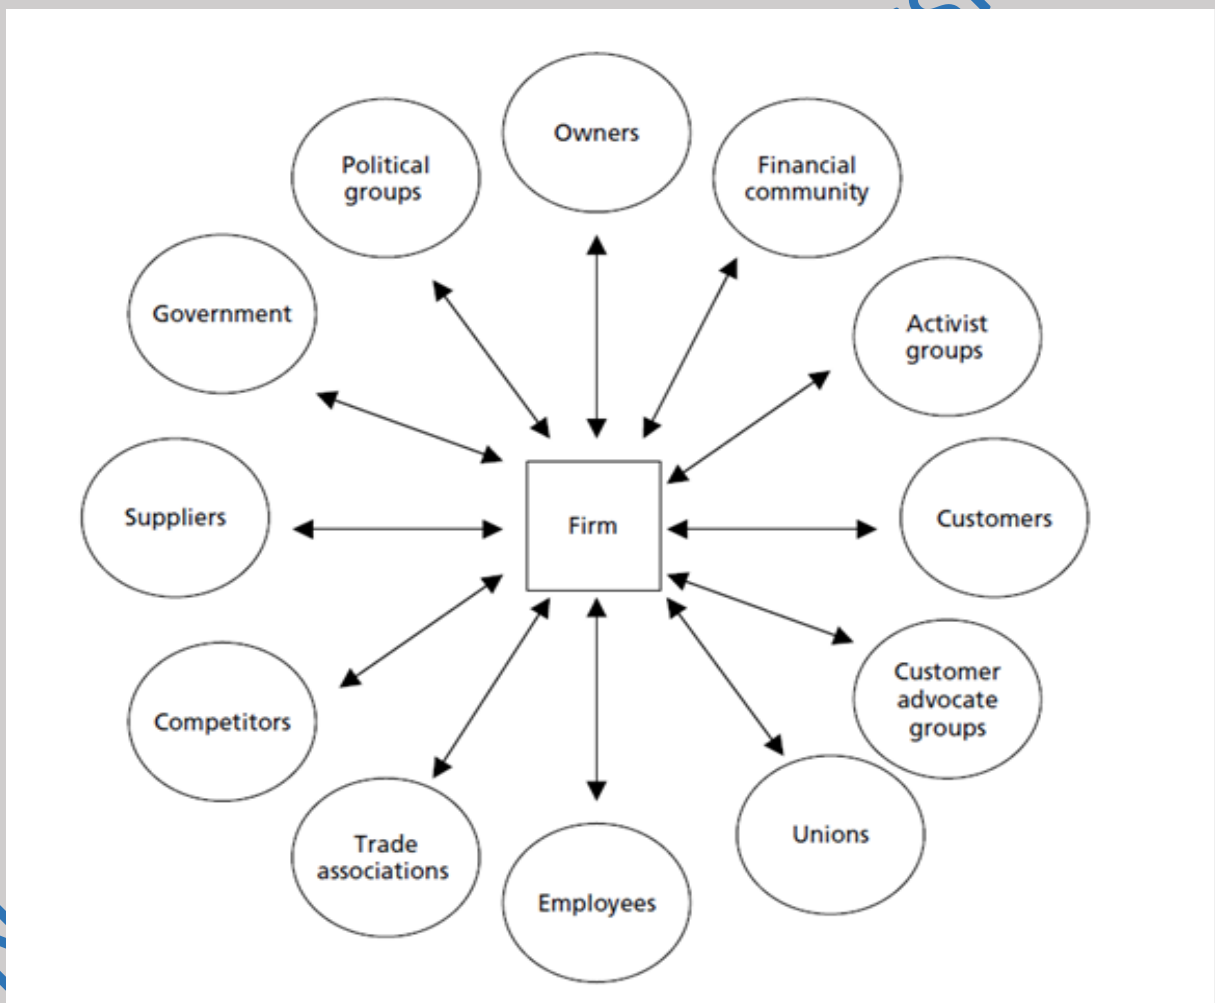 Owners
Political
groups
Financial
community
Government
Activist
groups
Suppliers
Firm
Customers
Customer
advocate
groups
Competitors
Unions
Trade
associations
Employees